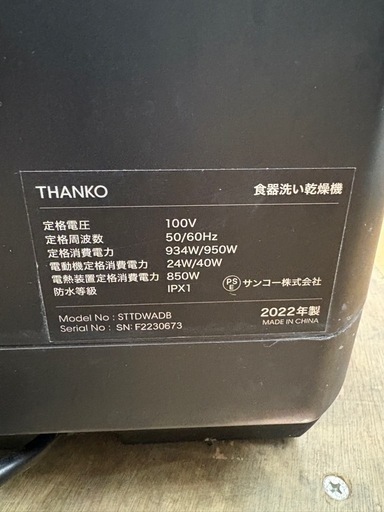 THANKO 食器洗い乾燥機
定格電圧 100V
定格周波数 50/60Hz
定格消費電力 934W/950W
電動機定格消費電力 24W/40W
電熱装置定格消費電力 850W
防水等級 IPX1
PSE サンコー株式会社
Model No : STTDWADB 2022年製
Serial No : SN: F2230673 MADE IN CHINA